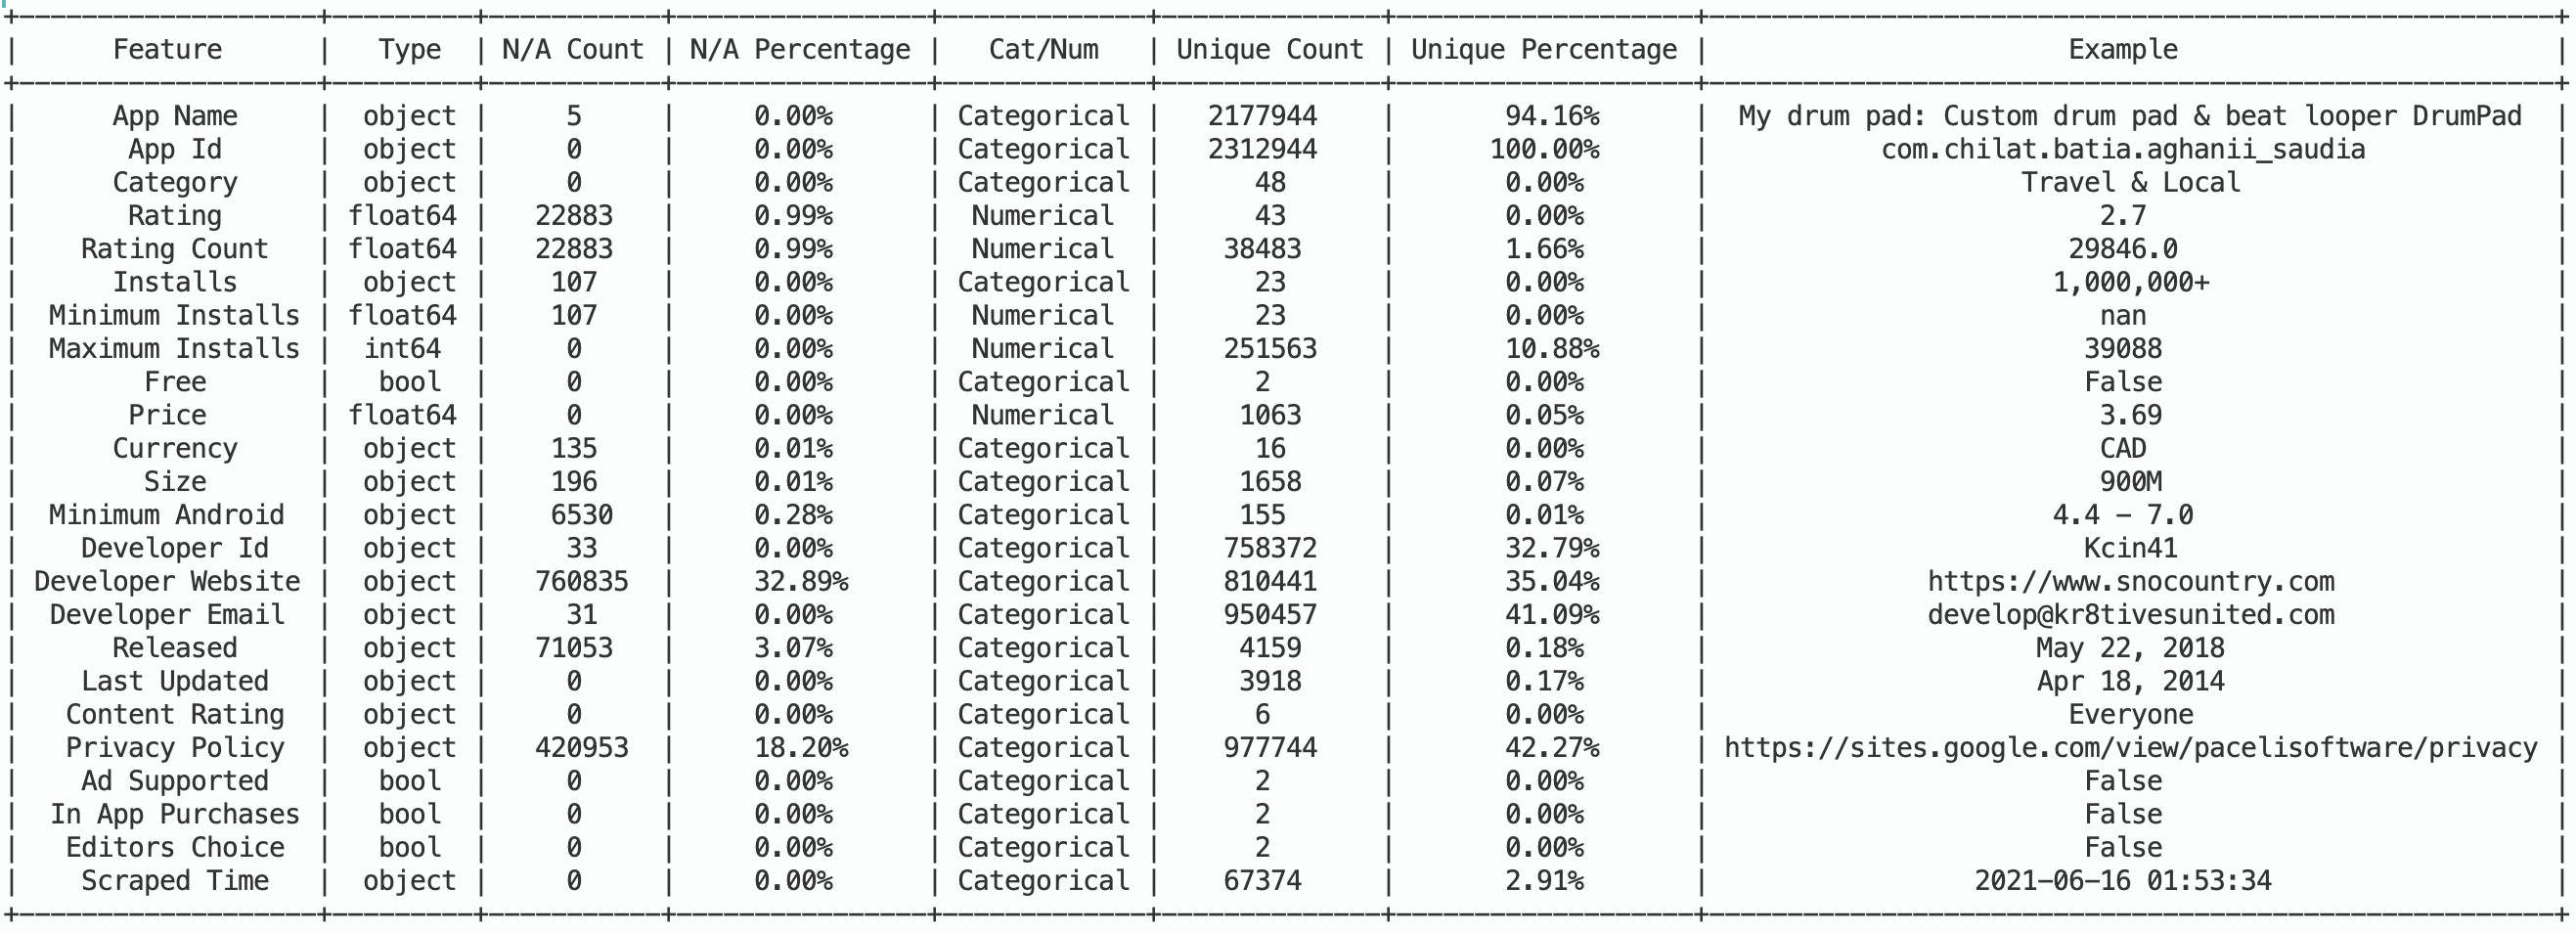 Feature | Type | N/A Count | N/A Percentage | Cat/Num | Unique Count | Unique Percentage | Example
App Name | object | 5 | 0.00% | Categorical | 2177944 | 94.16% | My drum pad: Custom drum pad & beat looper DrumPad
App Id | object | 0 | 0.00% | Categorical | 2312944 | 100.00% | com.chilat.batia.aghanii_saudia
Category | object | 0 | 0.00% | Categorical | 48 | 0.00% | Travel & Local
Rating | float64 | 22883 | 0.99% | Numerical | 43 | 0.00% | 2.7
Rating Count | float64 | 22883 | 0.99% | Numerical | 38483 | 1.66% | 29846.0
Installs | object | 107 | 0.00% | Categorical | 23 | 0.00% | 1,000,000+
Minimum Installs | float64 | 107 | 0.00% | Numerical | 23 | 0.00% | nan
Maximum Installs | int64 | 0 | 0.00% | Numerical | 251563 | 10.88% | 39088
Free | bool | 0 | 0.00% | Categorical | 2 | 0.00% | False
Price | float64 | 0 | 0.00% | Numerical | 1063 | 0.05% | 3.69
Currency | object | 135 | 0.01% | Categorical | 16 | 0.00% | CAD
Size | object | 196 | 0.01% | Categorical | 1658 | 0.07% | 900M
Minimum Android | object | 6530 | 0.28% | Categorical | 155 | 0.01% | 4.4 - 7.0
Developer Id | object | 33 | 0.00% | Categorical | 758372 | 32.79% | Kcin41
Developer Website | object | 760835 | 32.89% | Categorical | 810441 | 35.04% | https://www.snocountry.com
Developer Email | object | 31 | 0.00% | Categorical | 950457 | 41.09% | develop@kr8tivesunited.com
Released | object | 71053 | 3.07% | Categorical | 4159 | 0.18% | May 22, 2018
Last Updated | object | 0 | 0.00% | Categorical | 3918 | 0.17% | Apr 18, 2014
Content Rating | object | 0 | 0.00% | Categorical | 6 | 0.00% | Everyone
Privacy Policy | object | 420953 | 18.20% | Categorical | 977744 | 42.27% | https://sites.google.com/view/pacelisoftware/privacy
Ad Supported | bool | 0 | 0.00% | Categorical | 2 | 0.00% | False
In App Purchases | bool | 0 | 0.00% | Categorical | 2 | 0.00% | False
Editors Choice | bool | 0 | 0.00% | Categorical | 2 | 0.00% | False
Scraped Time | object | 0 | 0.00% | Categorical | 67374 | 2.91% | 2021-06-16 01:53:34